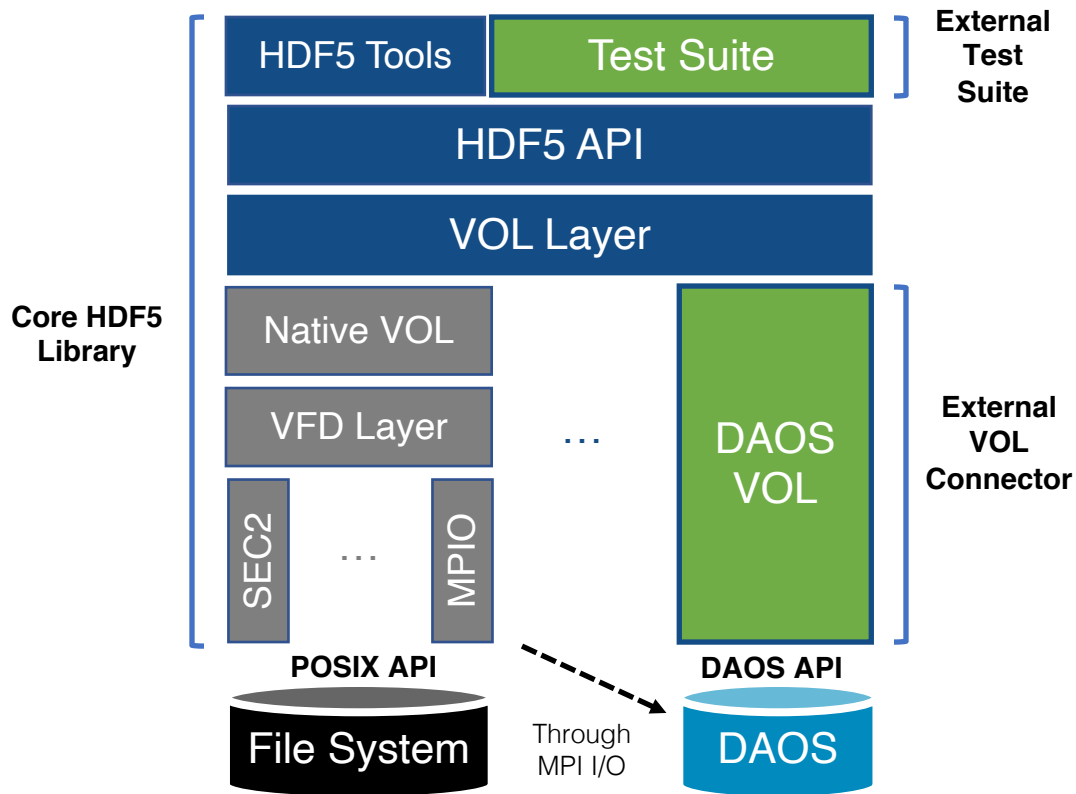 HDF5 Tools
Test Suite
External
Test
Suite
HDF5 API
VOL Layer
Core HDF5
Library
Native VOL
VFD Layer
...
DAOS
VOL
External
VOL
Connector
SEC2
...
MPIO
POSIX API
DAOS API
File System
Through
MPI I/O
DAOS